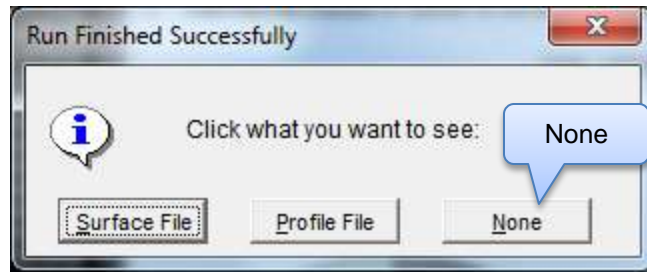 Run Finished Successfully
Click what you want to see:
None
Surface File
Profile File
None